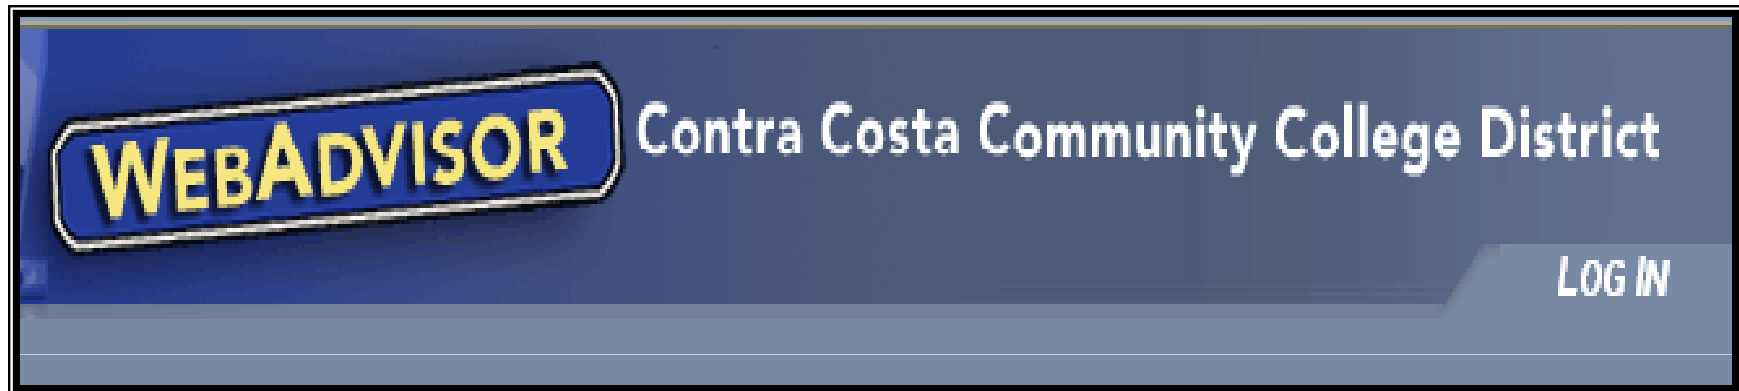 WEBADVISOR Contra Costa Community College District
LOG IN